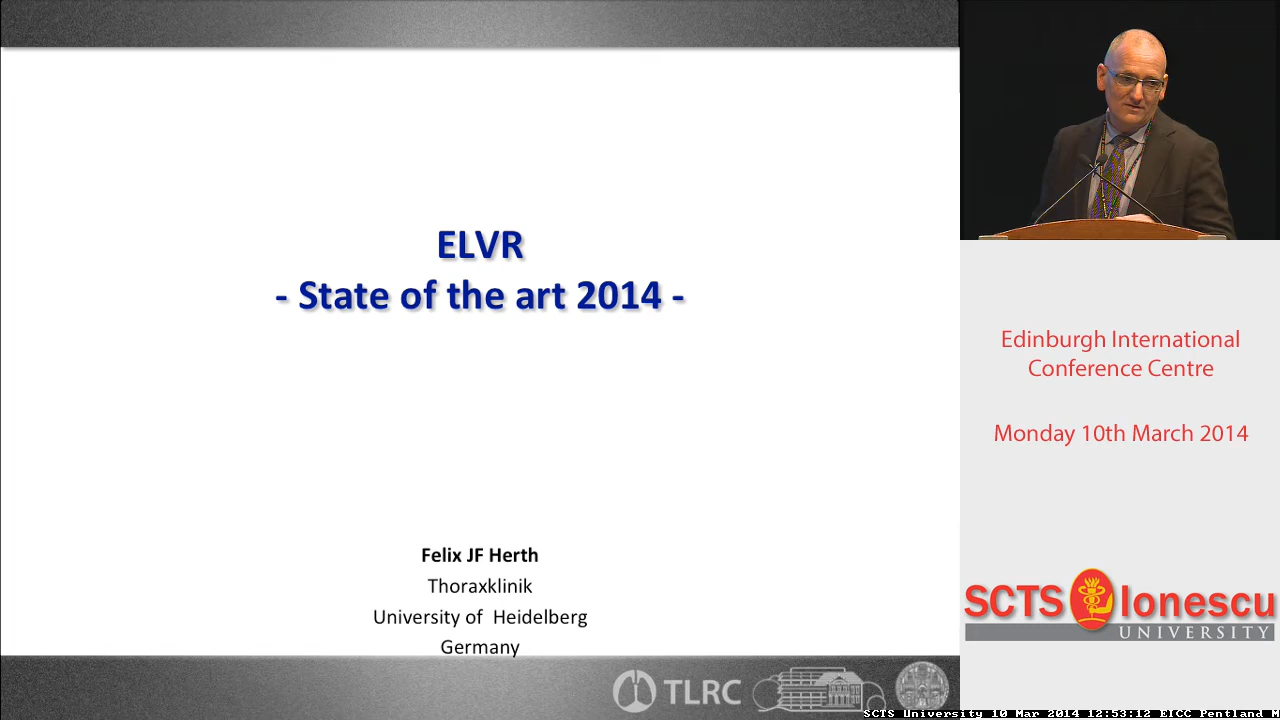 ELVR
- State of the art 2014 -
Felix JF Herth
Thoraxklinik
University of  Heidelberg
Germany
TLRC
Edinburgh International
Conference Centre
Monday 10th March 2014
SCTS Ionescu
UNIVERSITY
SCTS University 10 Mar 2014 12:53:12 EICC Pentland M